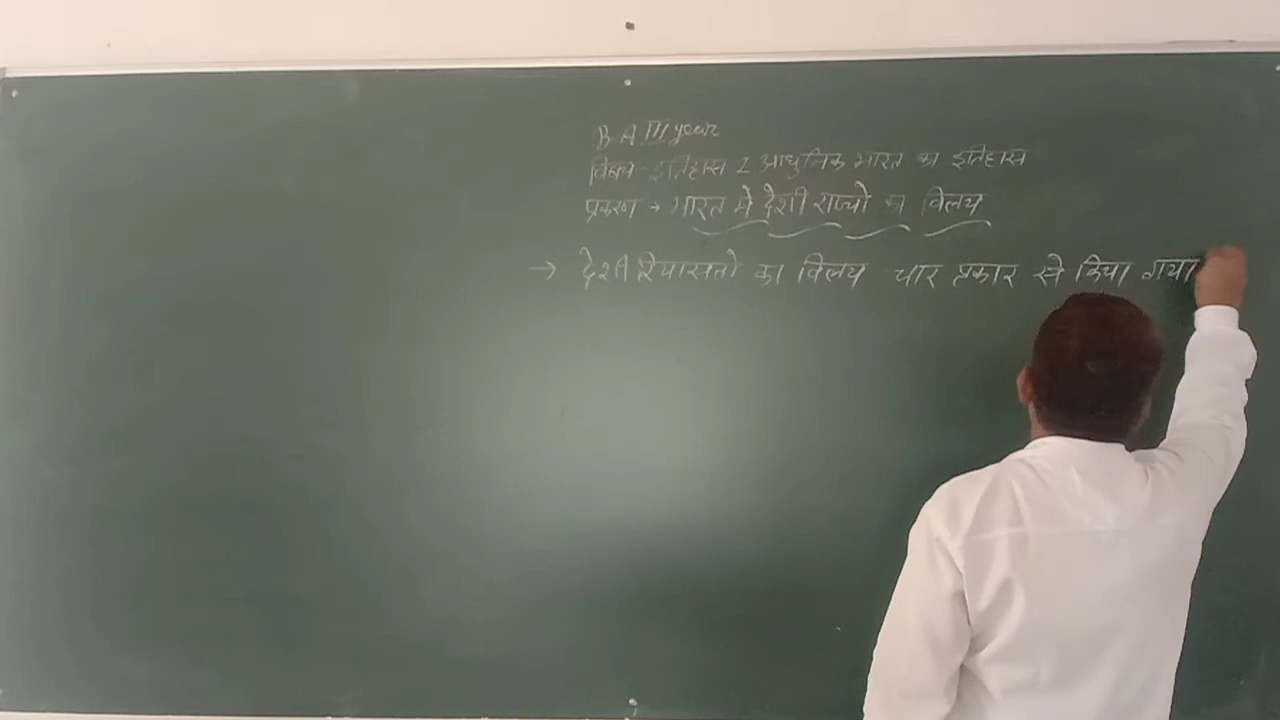 B.A III year
विषय - इतिहास 2 आधुनिक भारत का इतिहास
प्रकरण → भारत मे देशी राज्यो का विलय
→ देशी रियासतो का विलय चार प्रकार से किया गया